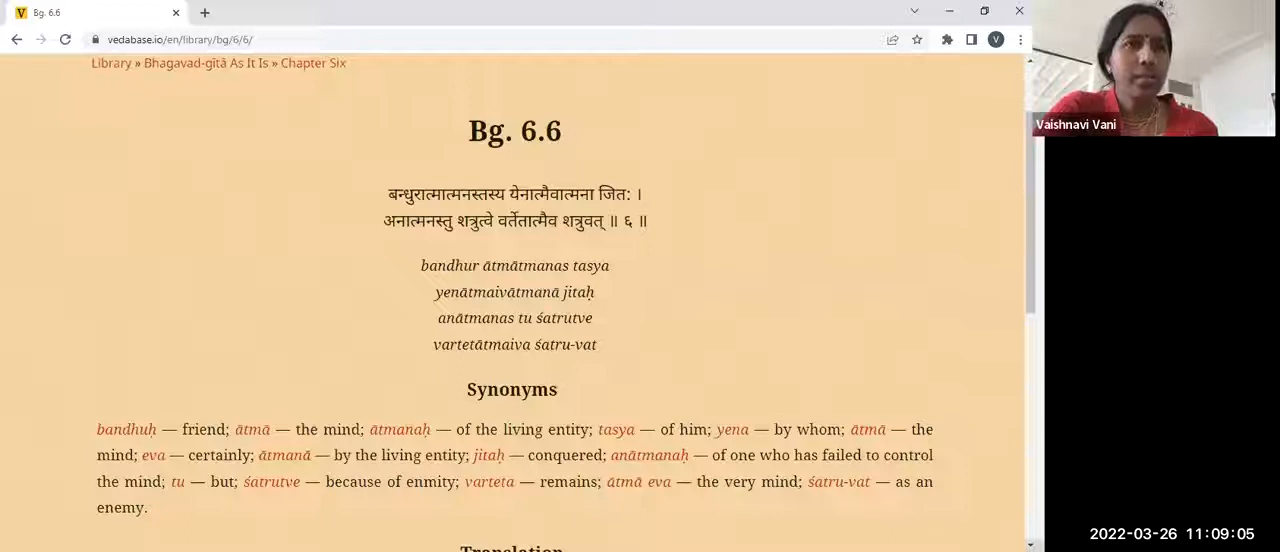 Bg. 6.6
vedabase.io/en/library/bg/6/6/
V
Library » Bhagavad-gītā As It Is » Chapter Six
Vaishnavi Vani
Bg. 6.6
बन्धुरात्मात्मनस्तस्य येनात्मैवात्मना जित: ।
अनात्मनस्तु शत्रुत्वे वर्तेतात्मैव शत्रुवत् ॥ ६ ॥
bandhur ātmātmanas tasya
yenātmaivātmanā jitaḥ
anātmanas tu śatrutve
vartetātmaiva śatru-vat
Synonyms
bandhuḥ — friend; ātmā — the mind; ātmanaḥ — of the living entity; tasya — of him; yena — by whom; ātmā — the
mind; eva — certainly; ātmanā — by the living entity; jitaḥ — conquered; anātmanaḥ — of one who has failed to control
the mind; tu — but; śatrutve — because of enmity; varteta — remains; ātmā eva — the very mind; śatru-vat — as an
enemy.
Translation
2022-03-26 11:09:05